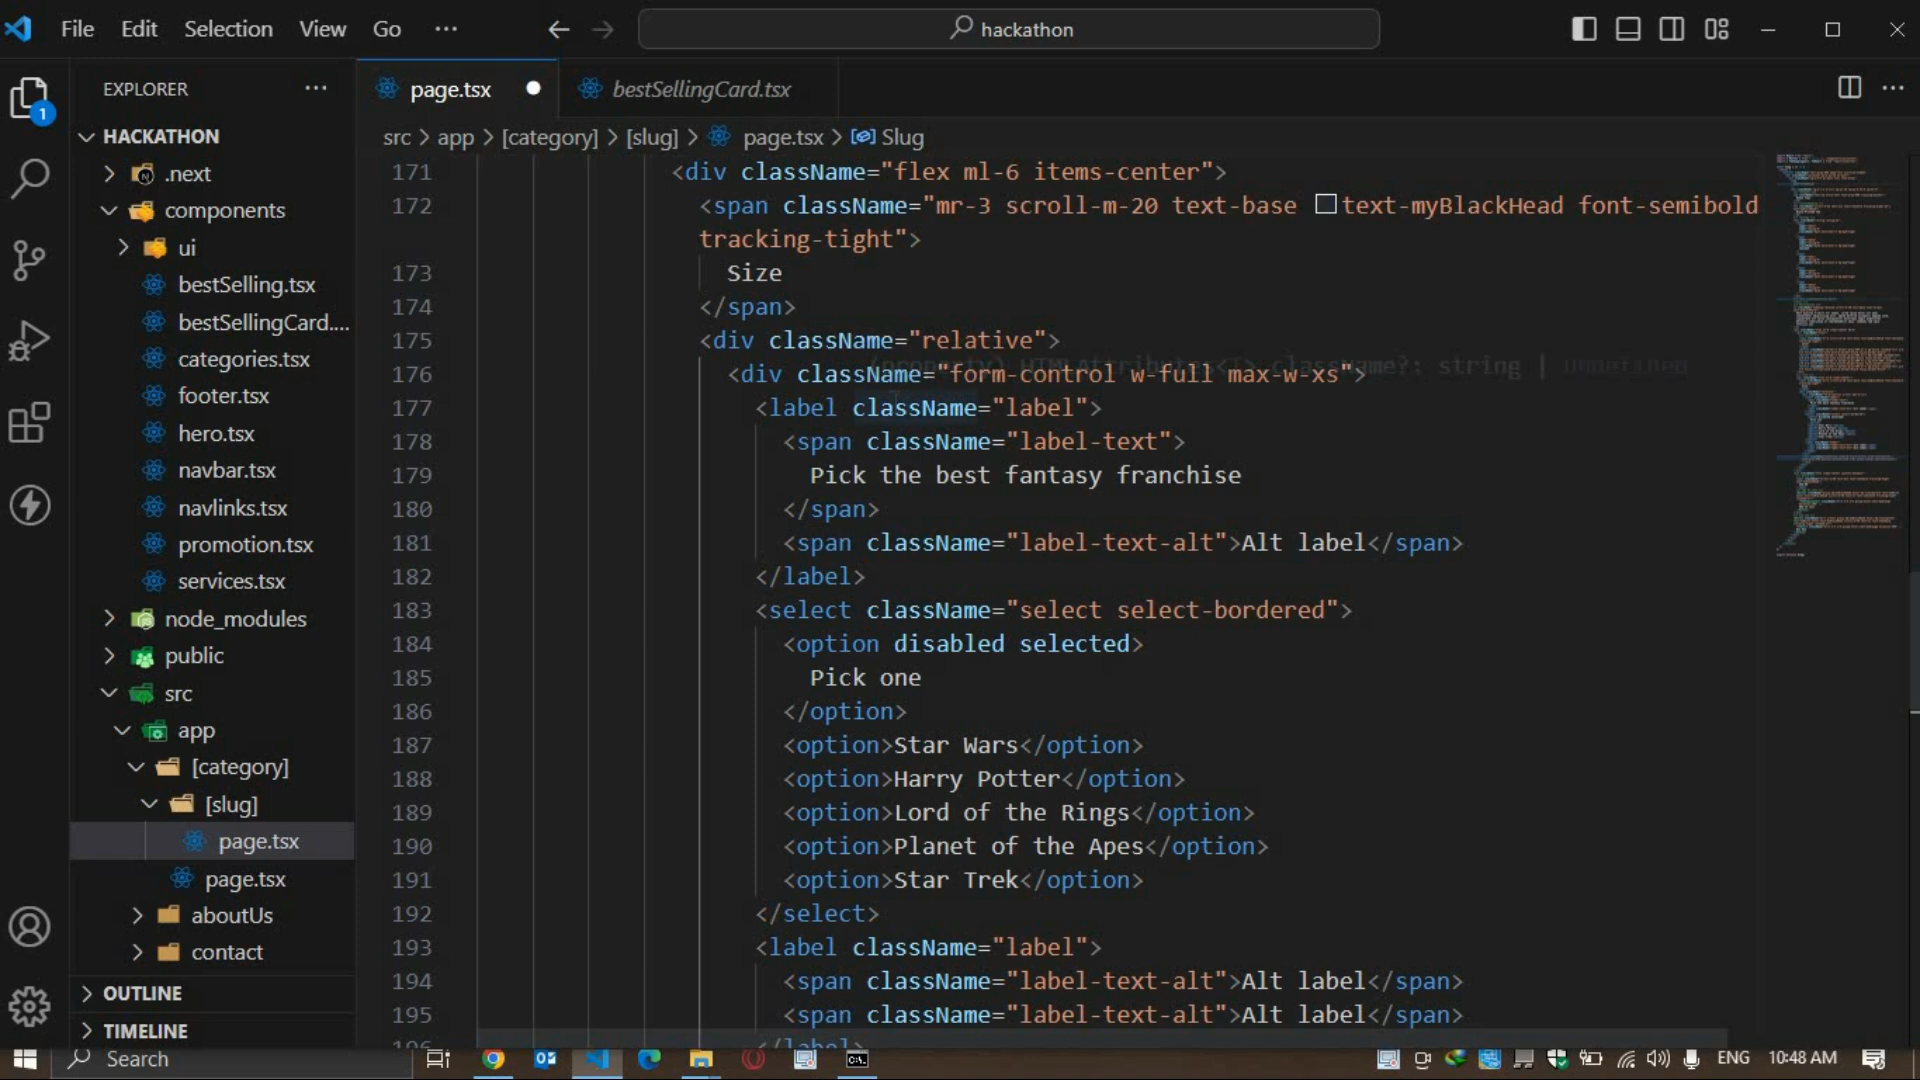 File Edit Selection View Go ··· hackathon
EXPLORER ···
page.tsx
bestSellingCard.tsx
1
HACKATHON
src > app > [category] > [slug] > page.tsx > Slug
.next
components
ui
bestSelling.tsx
bestSellingCard....
categories.tsx
footer.tsx
hero.tsx
navbar.tsx
navlinks.tsx
promotion.tsx
services.tsx
node_modules
public
src
app
[category]
[slug]
page.tsx
page.tsx
aboutUs
contact
OUTLINE
TIMELINE
171 <div className="flex ml-6 items-center">
172 <span className="mr-3 scroll-m-20 text-base text-myBlackHead font-semibold
tracking-tight">
173 Size
174 </span>
175 <div className="relative">
(property) HTMLAttributes<T>.className?: string | undefined
176 <div className="form-control w-full max-w-xs">
177 <label className="label">
178 <span className="label-text">
179 Pick the best fantasy franchise
180 </span>
181 <span className="label-text-alt">Alt label</span>
182 </label>
183 <select className="select select-bordered">
184 <option disabled selected>
185 Pick one
186 </option>
187 <option>Star Wars</option>
188 <option>Harry Potter</option>
189 <option>Lord of the Rings</option>
190 <option>Planet of the Apes</option>
191 <option>Star Trek</option>
192 </select>
193 <label className="label">
194 <span className="label-text-alt">Alt label</span>
195 <span className="label-text-alt">Alt label</span>
196 </label>
Search
ENG 10:48 AM